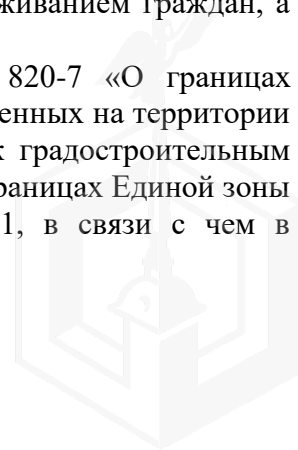 живанием граждан, а
820-7 «О границах
енных на территории
к градостроительным
раницах Единой зоны
1, в связи с чем в